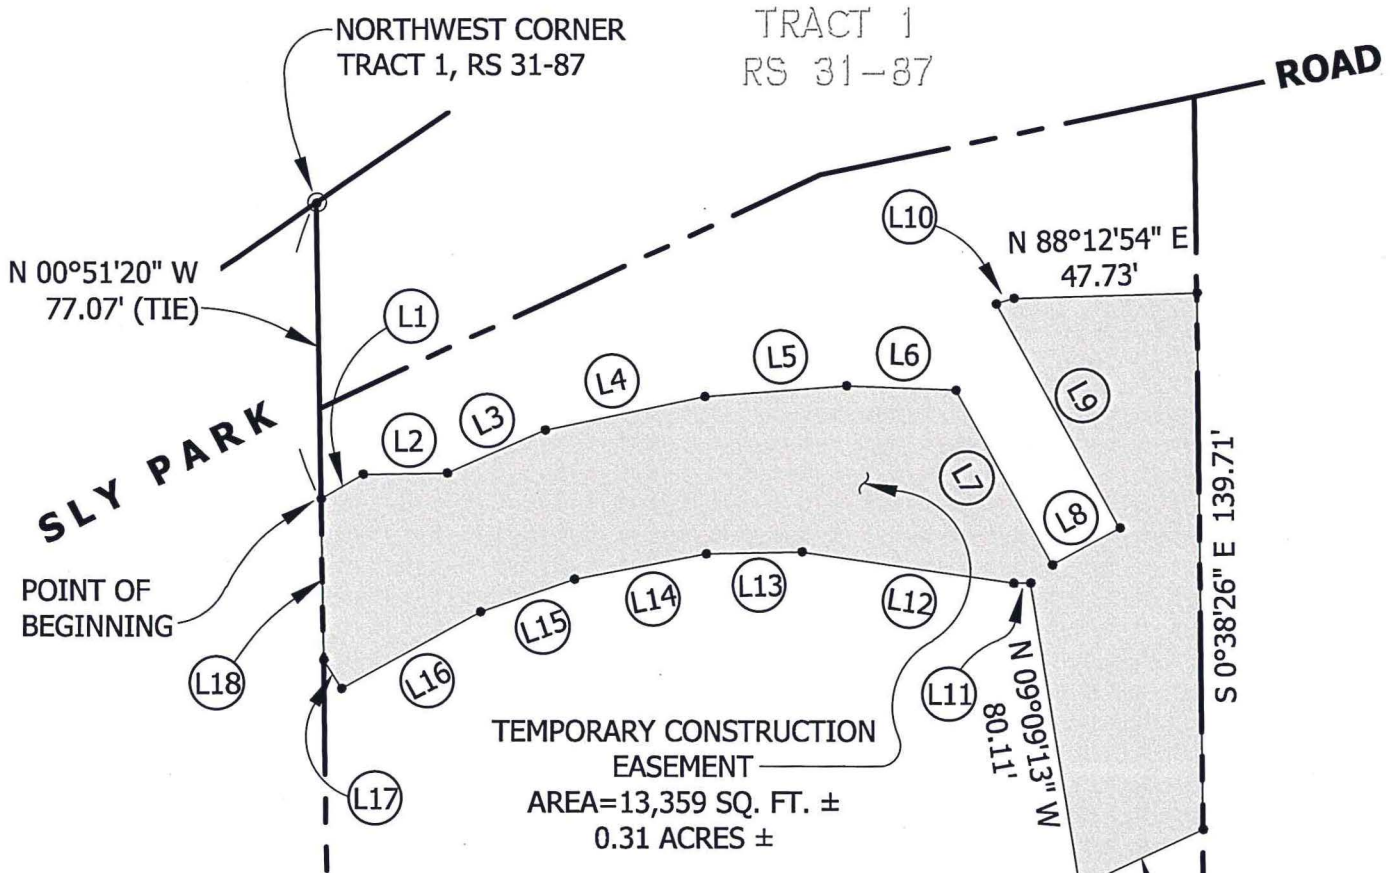 NORTHWEST CORNER
TRACT 1, RS 31-87
TRACT 1
RS 31-87
ROAD
N 00°51'20" W
77.07' (TIE)
L1
L10
N 88°12'54" E
47.73'
L2
L3
L4
L5
L6
L9
SLY PARK
L7
L8
S 0°38'26" E 139.71'
POINT OF
BEGINNING
L18
L17
L16
L15
L14
L13
L12
L11
N 09°09'13" W
80.11'
TEMPORARY CONSTRUCTION
EASEMENT
AREA=13,359 SQ. FT. ±
0.31 ACRES ±